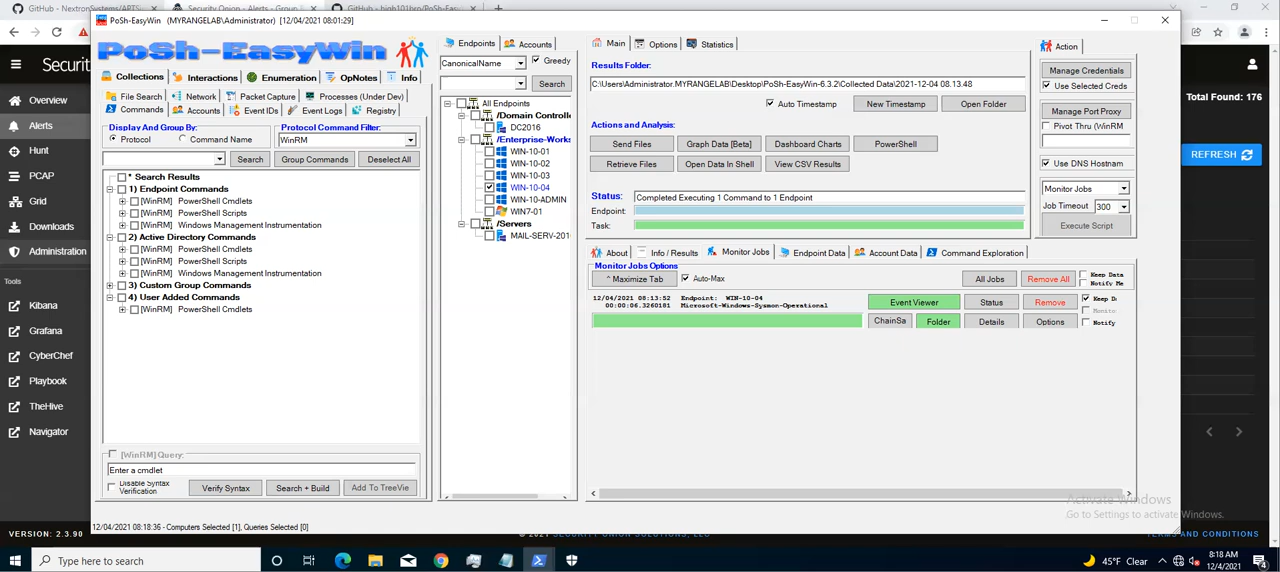 GitHub - NextronSystems/APTSi
Security Onion - Alerts - Group
GitHub - high101bro/PoSh-Eas
PoSh-EasyWin (MYRANGELAB\Administrator) [12/04/2021 08:01:29]
Securit
Overview
Alerts
Hunt
PCAP
Grid
Downloads
Administration
Tools
Kibana
Grafana
CyberChef
Playbook
TheHive
Navigator
VERSION: 2.3.90
PoSh-EasyWin
Collections
Interactions
Enumeration
OpNotes
Info
File Search
Network
Packet Capture
Processes (Under Dev)
Commands
Accounts
Event IDs
Event Logs
Registry
Display And Group By:
Protocol
Command Name
Protocol Command Filter:
WinRM
Search
Group Commands
Deselect All
* Search Results
1) Endpoint Commands
[WinRM] PowerShell Cmdlets
[WinRM] PowerShell Scripts
[WinRM] Windows Management Instrumentation
2) Active Directory Commands
[WinRM] PowerShell Cmdlets
[WinRM] PowerShell Scripts
[WinRM] Windows Management Instrumentation
3) Custom Group Commands
4) User Added Commands
[WinRM] PowerShell Cmdlets
[WinRM] Query:
Enter a cmdlet
Disable Syntax
Verification
Verify Syntax
Search + Build
Add To TreeVie
12/04/2021 08:18:36 - Computers Selected [1], Queries Selected [0]
Endpoints
Accounts
CanonicalName
Greedy
Search
All Endpoints
/Domain Controlle
DC2016
/Enterprise-Works
WIN-10-01
WIN-10-02
WIN-10-03
WIN-10-04
WIN-10-ADMIN
WIN7-01
/Servers
MAIL-SERV-201
Main
Options
Statistics
Results Folder:
C:\Users\Administrator.MYRANGELAB\Desktop\PoSh-EasyWin-6.3.2\Collected Data\2021-12-04 08.13.48
Auto Timestamp
New Timestamp
Open Folder
Actions and Analysis:
Send Files
Graph Data [Beta]
Dashboard Charts
PowerShell
Retrieve Files
Open Data In Shell
View CSV Results
Status:
Completed Executing 1 Command to 1 Endpoint
Endpoint:
Task:
Action
Manage Credentials
Use Selected Creds
Manage Port Proxy
Pivot Thru (WinRM
Use DNS Hostnam
Monitor Jobs
Job Timeout
300
Execute Script
About
Info / Results
Monitor Jobs
Endpoint Data
Account Data
Command Exploration
Monitor Jobs Options
^ Maximize Tab
Auto-Max
All Jobs
Remove All
Keep Data
Notify Me
12/04/2021 08:13:52 Endpoint: WIN-10-04
00:00:06.3260181 Microsoft-Windows-Sysmon-Operational
Event Viewer
Status
Remove
ChainSa
Folder
Details
Options
Notify
Total Found: 176
REFRESH
Activate Windows
Go to Settings to activate Windows.
SECURITY ONION SOLUTIONS, LLC
TERMS AND CONDITIONS
Type here to search
45°F Clear
8:18 AM
12/4/2021
4